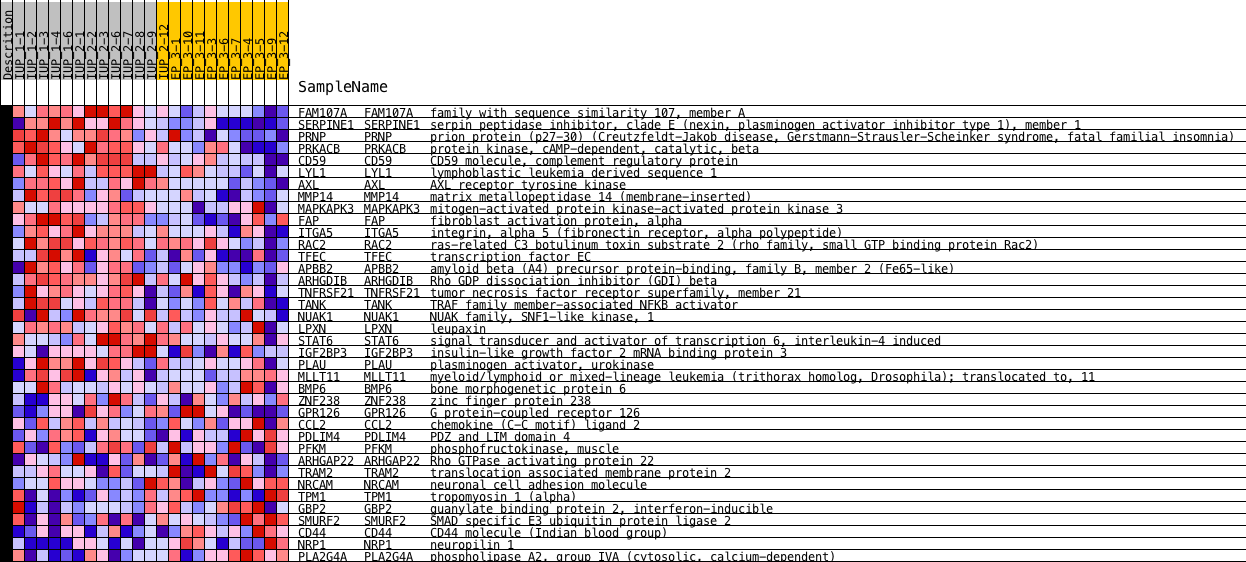 Descrition
IUP_1-1
IUP_1-2
IUP_1-3
IUP_1-4
IUP_1-6
IUP_2-1
IUP_2-2
IUP_2-3
IUP_2-6
IUP_2-7
IUP_2-8
IUP_2-9
IUP_2-12
EP_3-1
EP_3-10
EP_3-11
EP_3-3
EP_3-6
EP_3-7
EP_3-4
EP_3-5
EP_3-9
EP_3-12
SampleName
FAM107A FAM107A family with sequence similarity 107, member A
SERPINE1 SERPINE1 serpin peptidase inhibitor, clade E (nexin, plasminogen activator inhibitor type 1), member 1
PRNP PRNP prion protein (p27-30) (Creutzfeldt-Jakob disease, Gerstmann-Strausler-Scheinker syndrome, fatal familial insomnia)
PRKACB PRKACB protein kinase, cAMP-dependent, catalytic, beta
CD59 CD59 CD59 molecule, complement regulatory protein
LYL1 LYL1 lymphoblastic leukemia derived sequence 1
AXL AXL AXL receptor tyrosine kinase
MMP14 MMP14 matrix metallopeptidase 14 (membrane-inserted)
MAPKAPK3 MAPKAPK3 mitogen-activated protein kinase-activated protein kinase 3
FAP FAP fibroblast activation protein, alpha
ITGA5 ITGA5 integrin, alpha 5 (fibronectin receptor, alpha polypeptide)
RAC2 RAC2 ras-related C3 botulinum toxin substrate 2 (rho family, small GTP binding protein Rac2)
TFEC TFEC transcription factor EC
APBB2 APBB2 amyloid beta (A4) precursor protein-binding, family B, member 2 (Fe65-like)
ARHGDIB ARHGDIB Rho GDP dissociation inhibitor (GDI) beta
TNFRSF21 TNFRSF21 tumor necrosis factor receptor superfamily, member 21
TANK TANK TRAF family member-associated NFKB activator
NUAK1 NUAK1 NUAK family, SNF1-like kinase, 1
LPXN LPXN leupaxin
STAT6 STAT6 signal transducer and activator of transcription 6, interleukin-4 induced
IGF2BP3 IGF2BP3 insulin-like growth factor 2 mRNA binding protein 3
PLAU PLAU plasminogen activator, urokinase
MLLT11 MLLT11 myeloid/lymphoid or mixed-lineage leukemia (trithorax homolog, Drosophila); translocated to, 11
BMP6 BMP6 bone morphogenetic protein 6
ZNF238 ZNF238 zinc finger protein 238
GPR126 GPR126 G protein-coupled receptor 126
CCL2 CCL2 chemokine (C-C motif) ligand 2
PDLIM4 PDLIM4 PDZ and LIM domain 4
PFKM PFKM phosphofructokinase, muscle
ARHGAP22 ARHGAP22 Rho GTPase activating protein 22
TRAM2 TRAM2 translocation associated membrane protein 2
NRCAM NRCAM neuronal cell adhesion molecule
TPM1 TPM1 tropomyosin 1 (alpha)
GBP2 GBP2 guanylate binding protein 2, interferon-inducible
SMURF2 SMURF2 SMAD specific E3 ubiquitin protein ligase 2
CD44 CD44 CD44 molecule (Indian blood group)
NRP1 NRP1 neuropilin 1
PLA2G4A PLA2G4A phospholipase A2, group IVA (cytosolic, calcium-dependent)